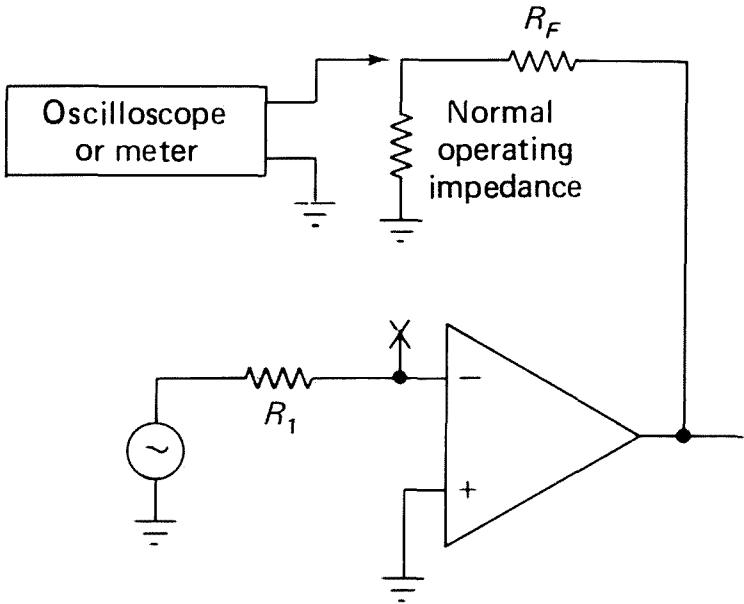 R_F
Oscilloscope
or meter
Normal
operating
impedance
R_1
−
+